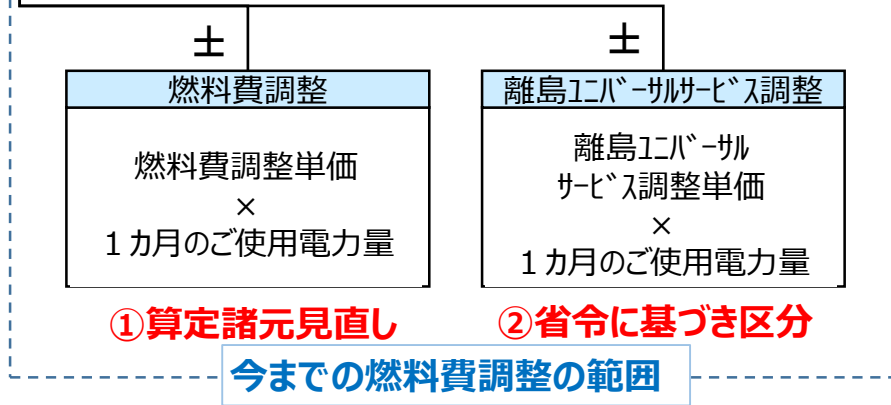 ±
±
燃料費調整
離島ﾕﾆﾊﾞｰｻﾙｻｰﾋﾞｽ調整
燃料費調整単価
×
１カ月のご使用電力量
離島ﾕﾆﾊﾞｰｻﾙ
ｻｰﾋﾞｽ調整単価
×
１カ月のご使用電力量
①算定諸元見直し
②省令に基づき区分
今までの燃料費調整の範囲